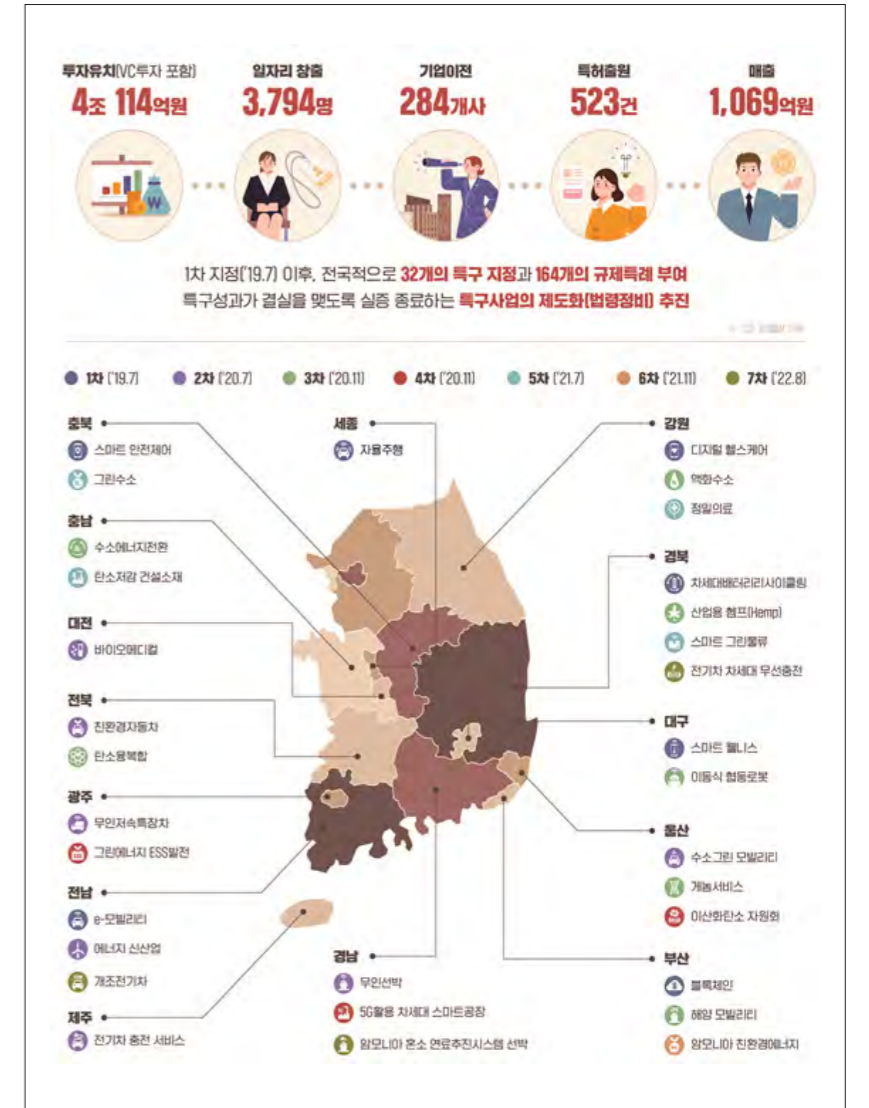 투자유치(VC투자 포함)
4조 114억원
일자리 창출
3,794명
기업이전
284개사
특허출원
523건
매출
1,069억원
1차 지정('19.7) 이후, 전국적으로 32개의 특구 지정과 164개의 규제특례 부여
특구성과가 결실을 맺도록 실증 종료하는 특구사업의 제도화(법령정비) 추진
1차 ('19.7)
2차 ('20.7)
3차 ('20.11)
4차 ('20.11)
5차 ('21.7)
6차 ('21.11)
7차 ('22.8)
충북
스마트 안전제어
그린수소
충남
수소에너지전환
탄소저감 건설소재
대전
바이오메디컬
전북
친환경자동차
탄소융복합
광주
무인저속특장차
그린에너지 ESS발전
전남
e-모빌리티
에너지 신산업
개조전기차
제주
전기차 충전 서비스
세종
자율주행
경남
무인선박
5G활용 차세대 스마트공장
암모니아 혼소 연료추진시스템 선박
강원
디지털 헬스케어
액화수소
정밀의료
경북
차세대배터리리사이클링
산업용 헴프(Hemp)
스마트 그린물류
전기차 차세대 무선충전
대구
스마트 웰니스
이동식 협동로봇
울산
수소그린 모빌리티
게놈서비스
이산화탄소 자원화
부산
블록체인
해양 모빌리티
암모니아 친환경에너지